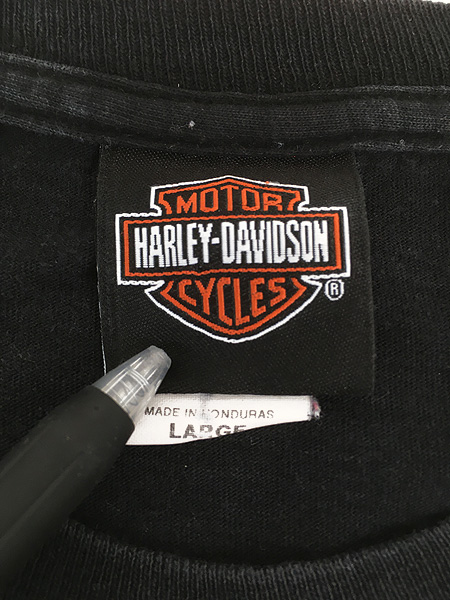 MOTOR
HARLEY-DAVIDSON
CYCLES
®
MADE IN HONDURAS
LARGE